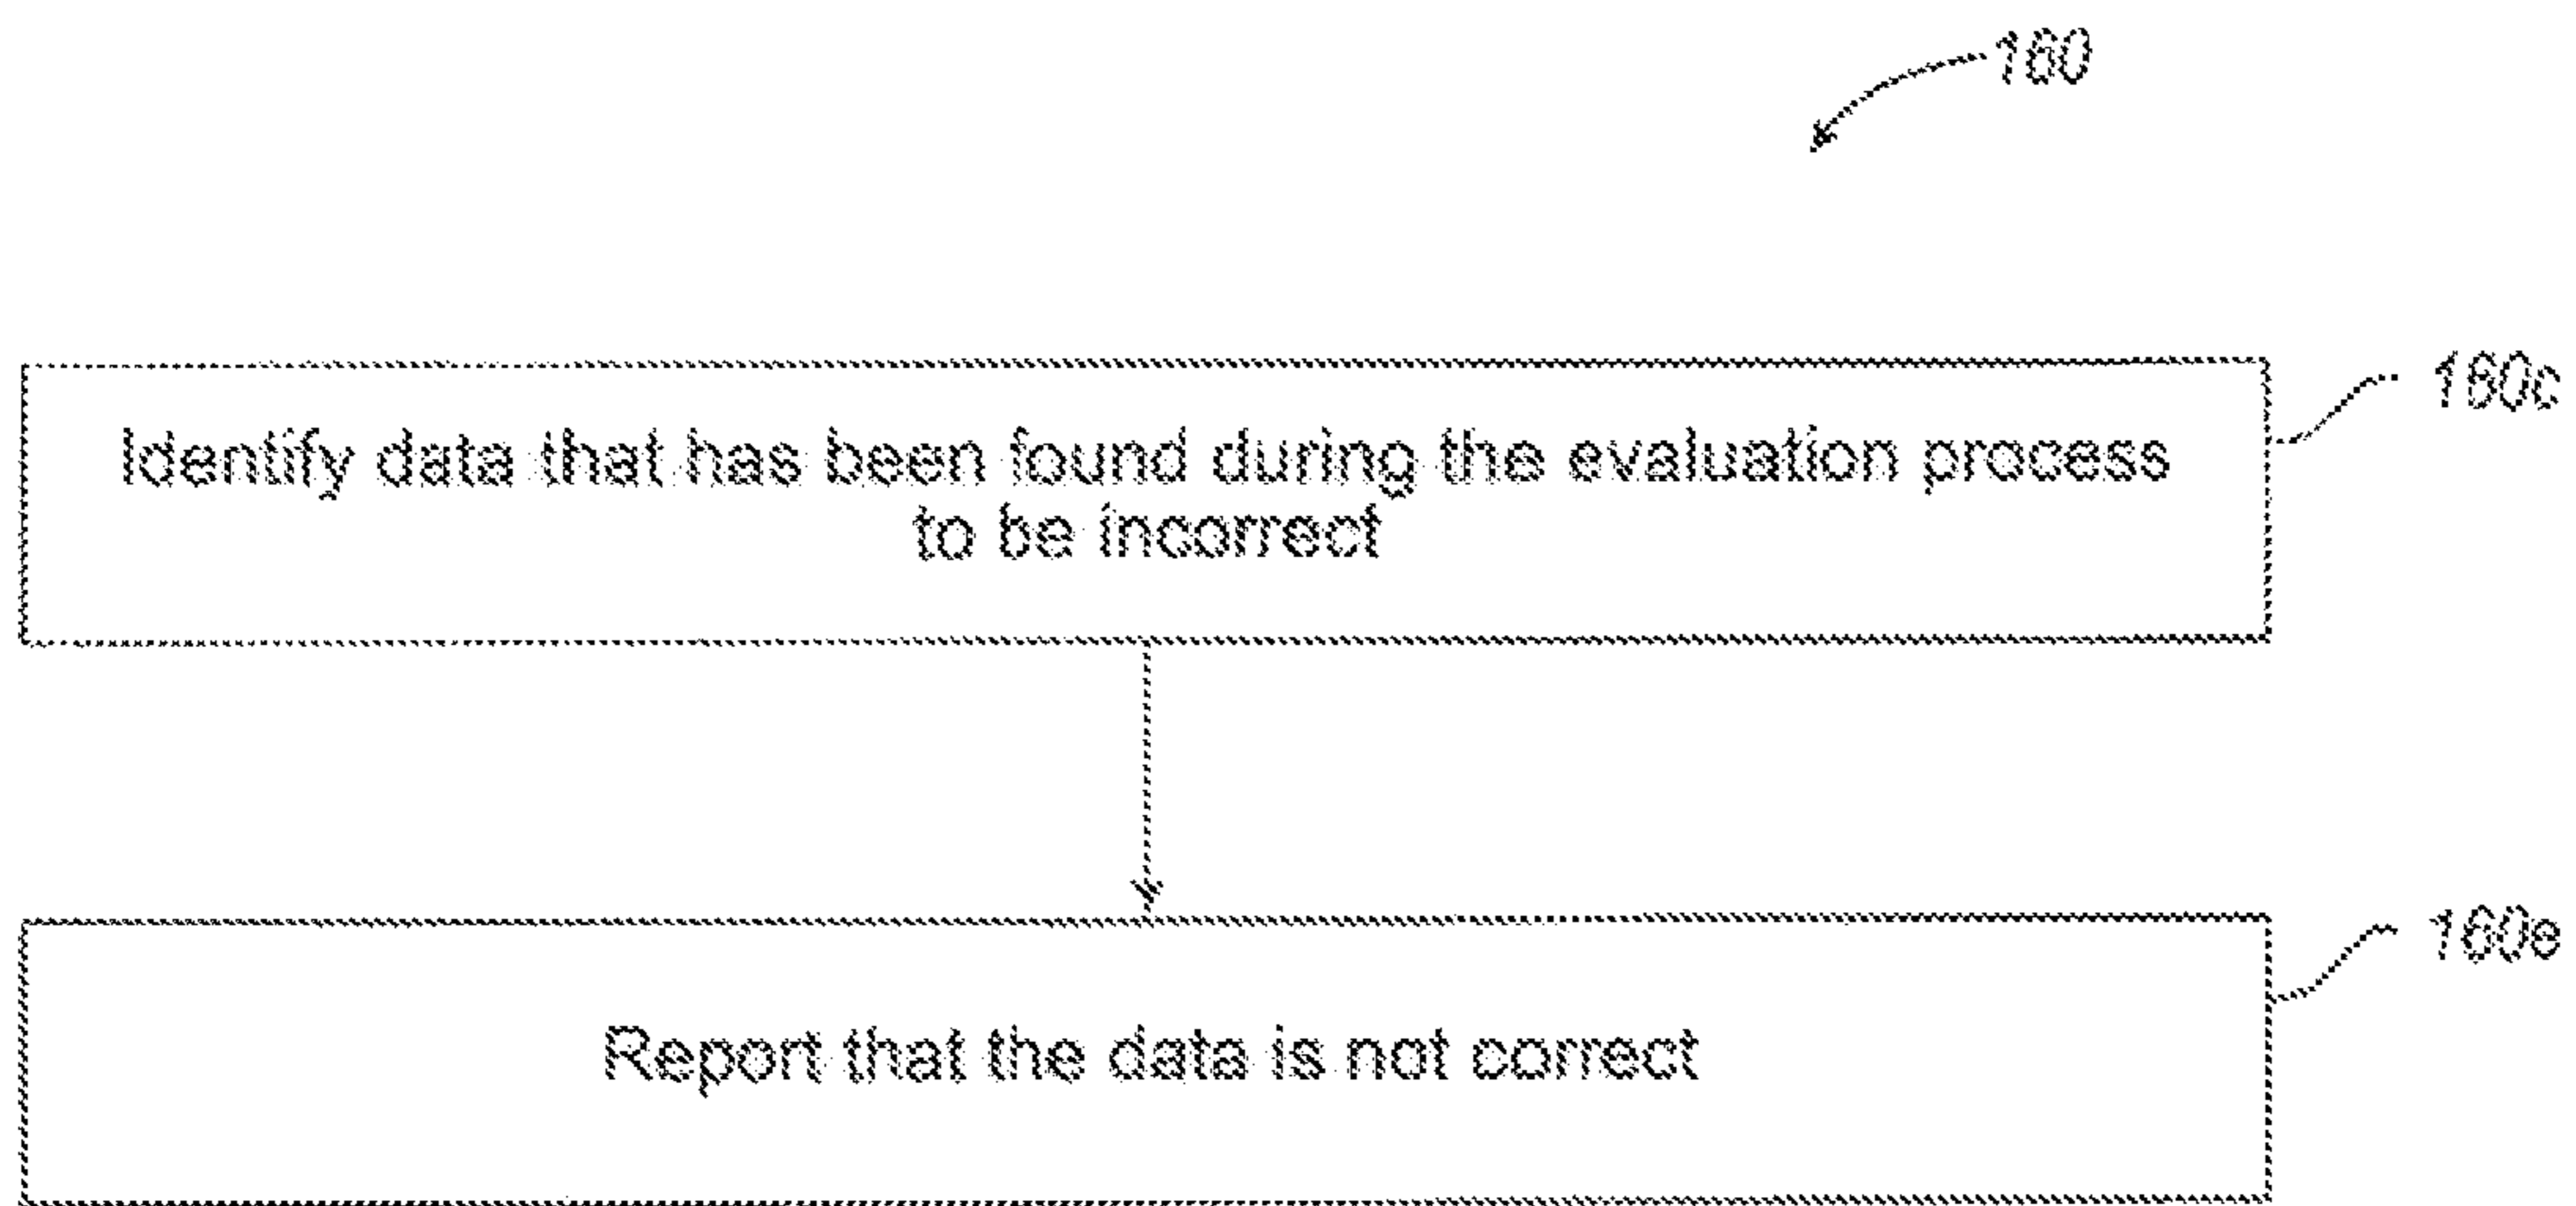 160
160c
Identify data that has been found during the evaluation process
to be incorrect
160e
Report that the data is not correct